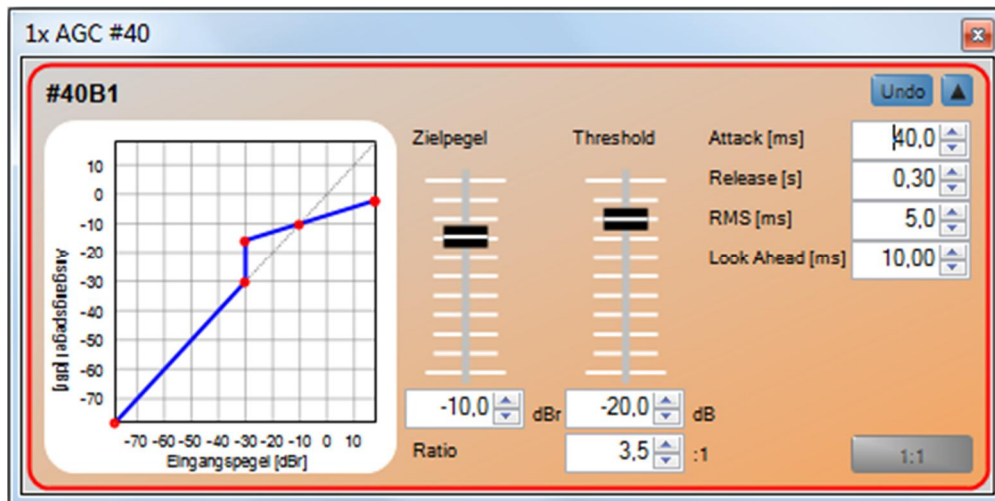 1x AGC #40
#40B1
Undo
Zielpegel
Threshold
Attack [ms]
40,0
Release [s]
0,30
RMS [ms]
5,0
Look Ahead [ms]
10,00
10
0
-10
-20
-30
-40
-50
-60
-70
Ausgangspegel [dBr]
-70 -60 -50 -40 -30 -20 -10 0 10
Eingangspegel [dBr]
-10,0 dBr
-20,0 dB
Ratio
3,5 :1
1:1